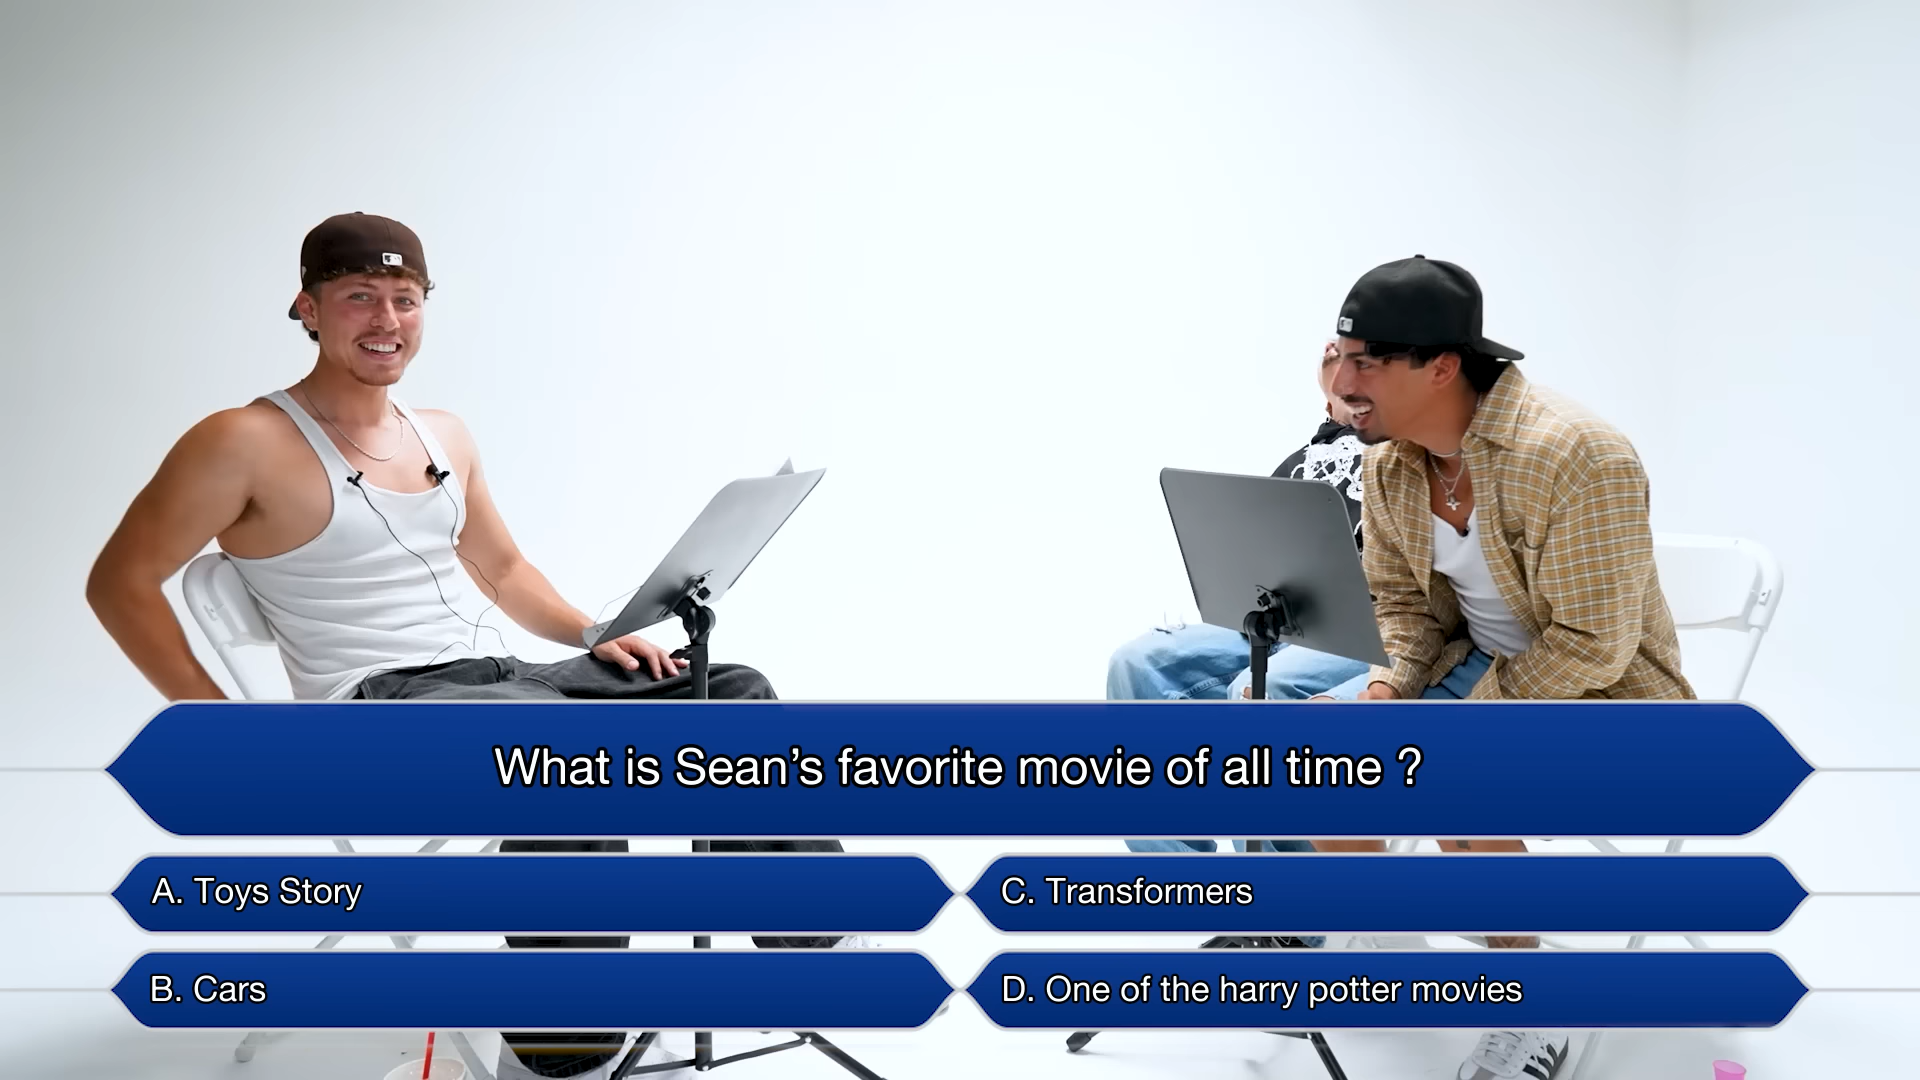 What is Sean's favorite movie of all time ?
A. Toys Story
C. Transformers
B. Cars
D. One of the harry potter movies